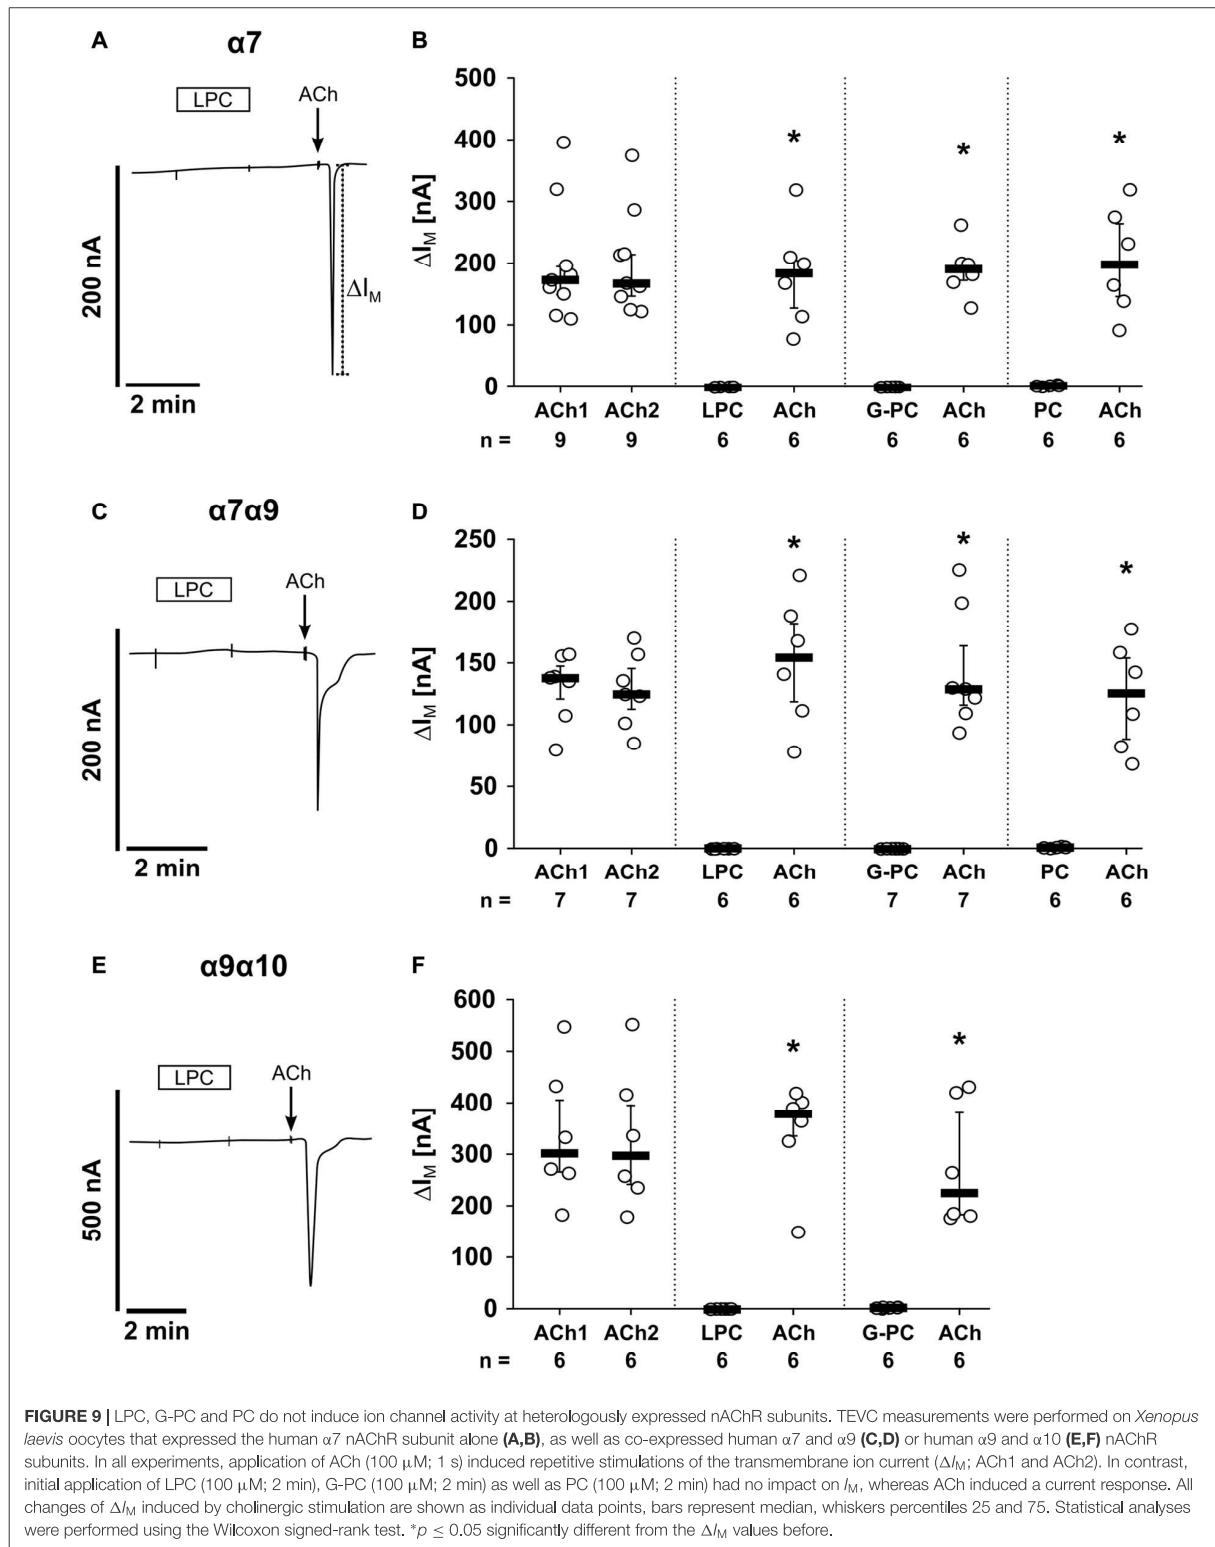 A
α7
LPC
ACh
200 nA
ΔI_M
2 min
B
ΔI_M [nA]
500
400
300
200
100
0
* * *
ACh1 ACh2 LPC ACh G-PC ACh PC ACh
n = 9 9 6 6 6 6 6 6
C
α7α9
LPC
ACh
200 nA
2 min
D
ΔI_M [nA]
250
200
150
100
50
0
* * *
ACh1 ACh2 LPC ACh G-PC ACh PC ACh
n = 7 7 6 6 7 7 6 6
E
α9α10
LPC
ACh
500 nA
2 min
F
ΔI_M [nA]
600
500
400
300
200
100
0
* *
ACh1 ACh2 LPC ACh G-PC ACh
n = 6 6 6 6 6 6
FIGURE 9 | LPC, G-PC and PC do not induce ion channel activity at heterologously expressed nAChR subunits. TEVC measurements were performed on Xenopus
laevis oocytes that expressed the human α7 nAChR subunit alone (A,B), as well as co-expressed human α7 and α9 (C,D) or human α9 and α10 (E,F) nAChR
subunits. In all experiments, application of ACh (100 μM; 1 s) induced repetitive stimulations of the transmembrane ion current (ΔI_M; ACh1 and ACh2). In contrast,
initial application of LPC (100 μM; 2 min), G-PC (100 μM; 2 min) as well as PC (100 μM; 2 min) had no impact on I_M, whereas ACh induced a current response. All
changes of ΔI_M induced by cholinergic stimulation are shown as individual data points, bars represent median, whiskers percentiles 25 and 75. Statistical analyses
were performed using the Wilcoxon signed-rank test. *p ≤ 0.05 significantly different from the ΔI_M values before.